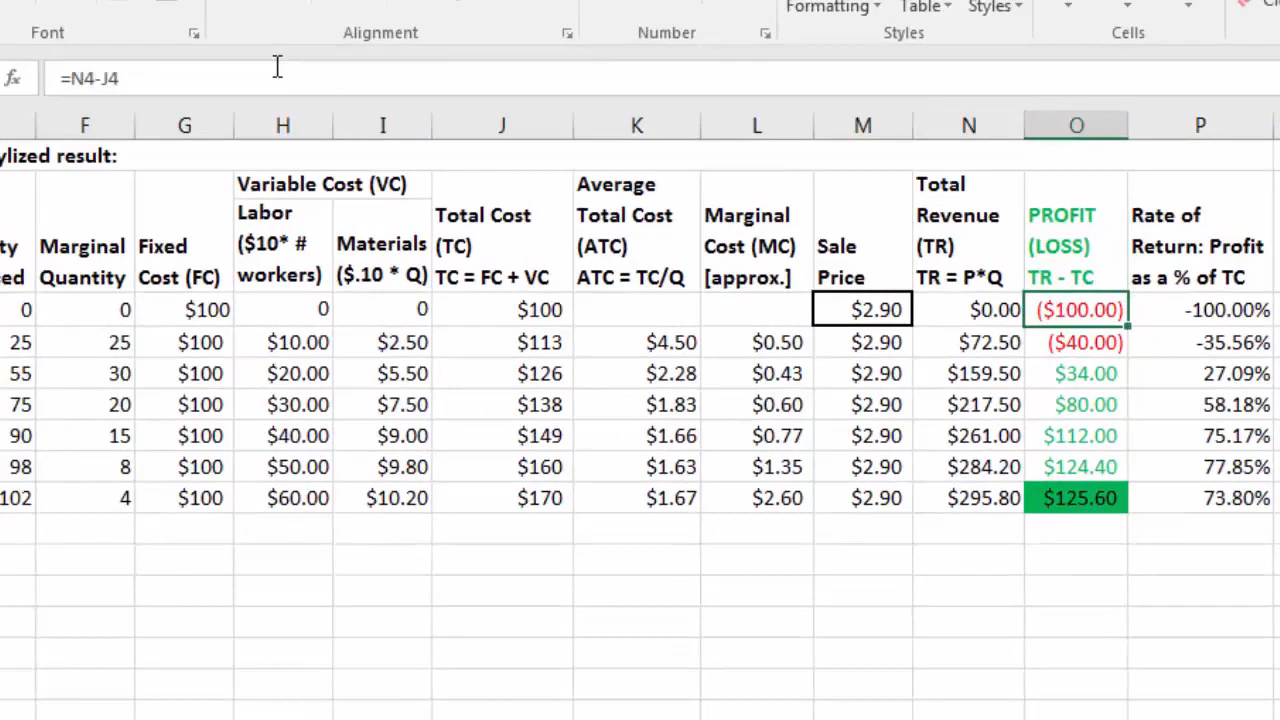 Formatting Table Styles
Font Alignment Number Styles Cells
fx =N4-J4
F G H I J K L M N O P
ylized result:
Variable Cost (VC) Average Total
Labor Total Cost Total Cost Marginal Revenue PROFIT Rate of
Marginal Fixed ($10* # Materials (TC) (ATC) Cost (MC) Sale (TR) (LOSS) Return: Profit
Quantity Cost (FC) workers) ($.10 * Q) TC = FC + VC ATC = TC/Q [approx.] Price TR = P*Q TR - TC as a % of TC
0 0 $100 0 0 $100 $2.90 $0.00 ($100.00) -100.00%
25 25 $100 $10.00 $2.50 $113 $4.50 $0.50 $2.90 $72.50 ($40.00) -35.56%
55 30 $100 $20.00 $5.50 $126 $2.28 $0.43 $2.90 $159.50 $34.00 27.09%
75 20 $100 $30.00 $7.50 $138 $1.83 $0.60 $2.90 $217.50 $80.00 58.18%
90 15 $100 $40.00 $9.00 $149 $1.66 $0.77 $2.90 $261.00 $112.00 75.17%
98 8 $100 $50.00 $9.80 $160 $1.63 $1.35 $2.90 $284.20 $124.40 77.85%
102 4 $100 $60.00 $10.20 $170 $1.67 $2.60 $2.90 $295.80 $125.60 73.80%